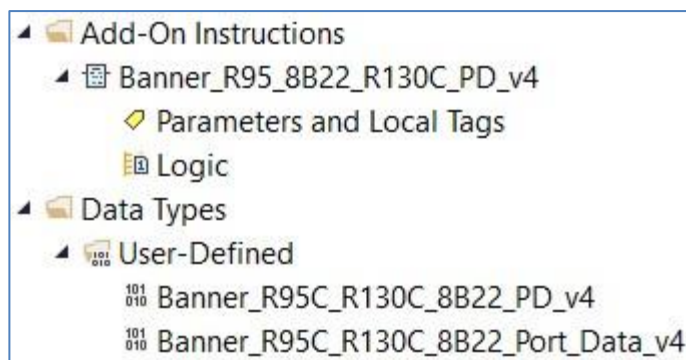 Add-On Instructions
Banner_R95_8B22_R130C_PD_v4
Parameters and Local Tags
Logic
Data Types
User-Defined
Banner_R95C_R130C_8B22_PD_v4
Banner_R95C_R130C_8B22_Port_Data_v4